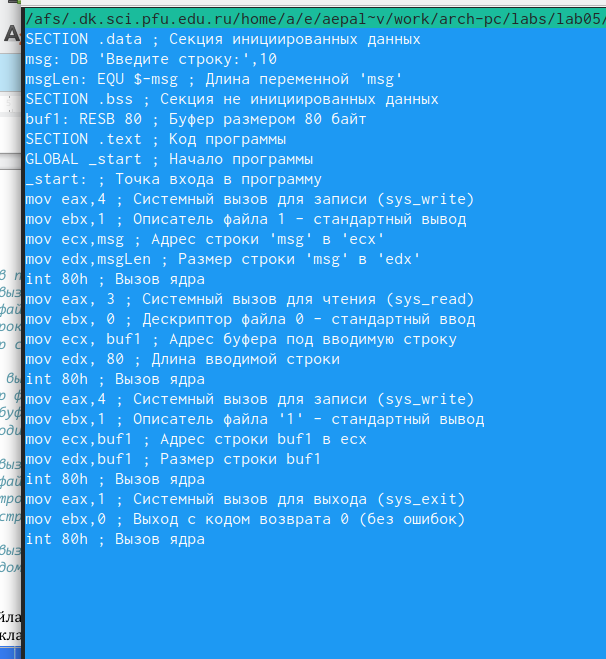 /afs/.dk.sci.pfu.edu.ru/home/a/e/aepal~v/work/arch-pc/labs/lab05/
SECTION .data ; Секция инициированных данных
msg: DB 'Введите строку:',10
msgLen: EQU $-msg ; Длина переменной 'msg'
SECTION .bss ; Секция не инициированных данных
buf1: RESB 80 ; Буфер размером 80 байт
SECTION .text ; Код программы
GLOBAL _start ; Начало программы
_start: ; Точка входа в программу
mov eax,4 ; Системный вызов для записи (sys_write)
mov ebx,1 ; Описатель файла 1 - стандартный вывод
mov ecx,msg ; Адрес строки 'msg' в 'ecx'
mov edx,msgLen ; Размер строки 'msg' в 'edx'
int 80h ; Вызов ядра
mov eax, 3 ; Системный вызов для чтения (sys_read)
mov ebx, 0 ; Дескриптор файла 0 - стандартный ввод
mov ecx, buf1 ; Адрес буфера под вводимую строку
mov edx, 80 ; Длина вводимой строки
int 80h ; Вызов ядра
mov eax,4 ; Системный вызов для записи (sys_write)
mov ebx,1 ; Описатель файла '1' - стандартный вывод
mov ecx,buf1 ; Адрес строки buf1 в ecx
mov edx,buf1 ; Размер строки buf1
int 80h ; Вызов ядра
mov eax,1 ; Системный вызов для выхода (sys_exit)
mov ebx,0 ; Выход с кодом возврата 0 (без ошибок)
int 80h ; Вызов ядра